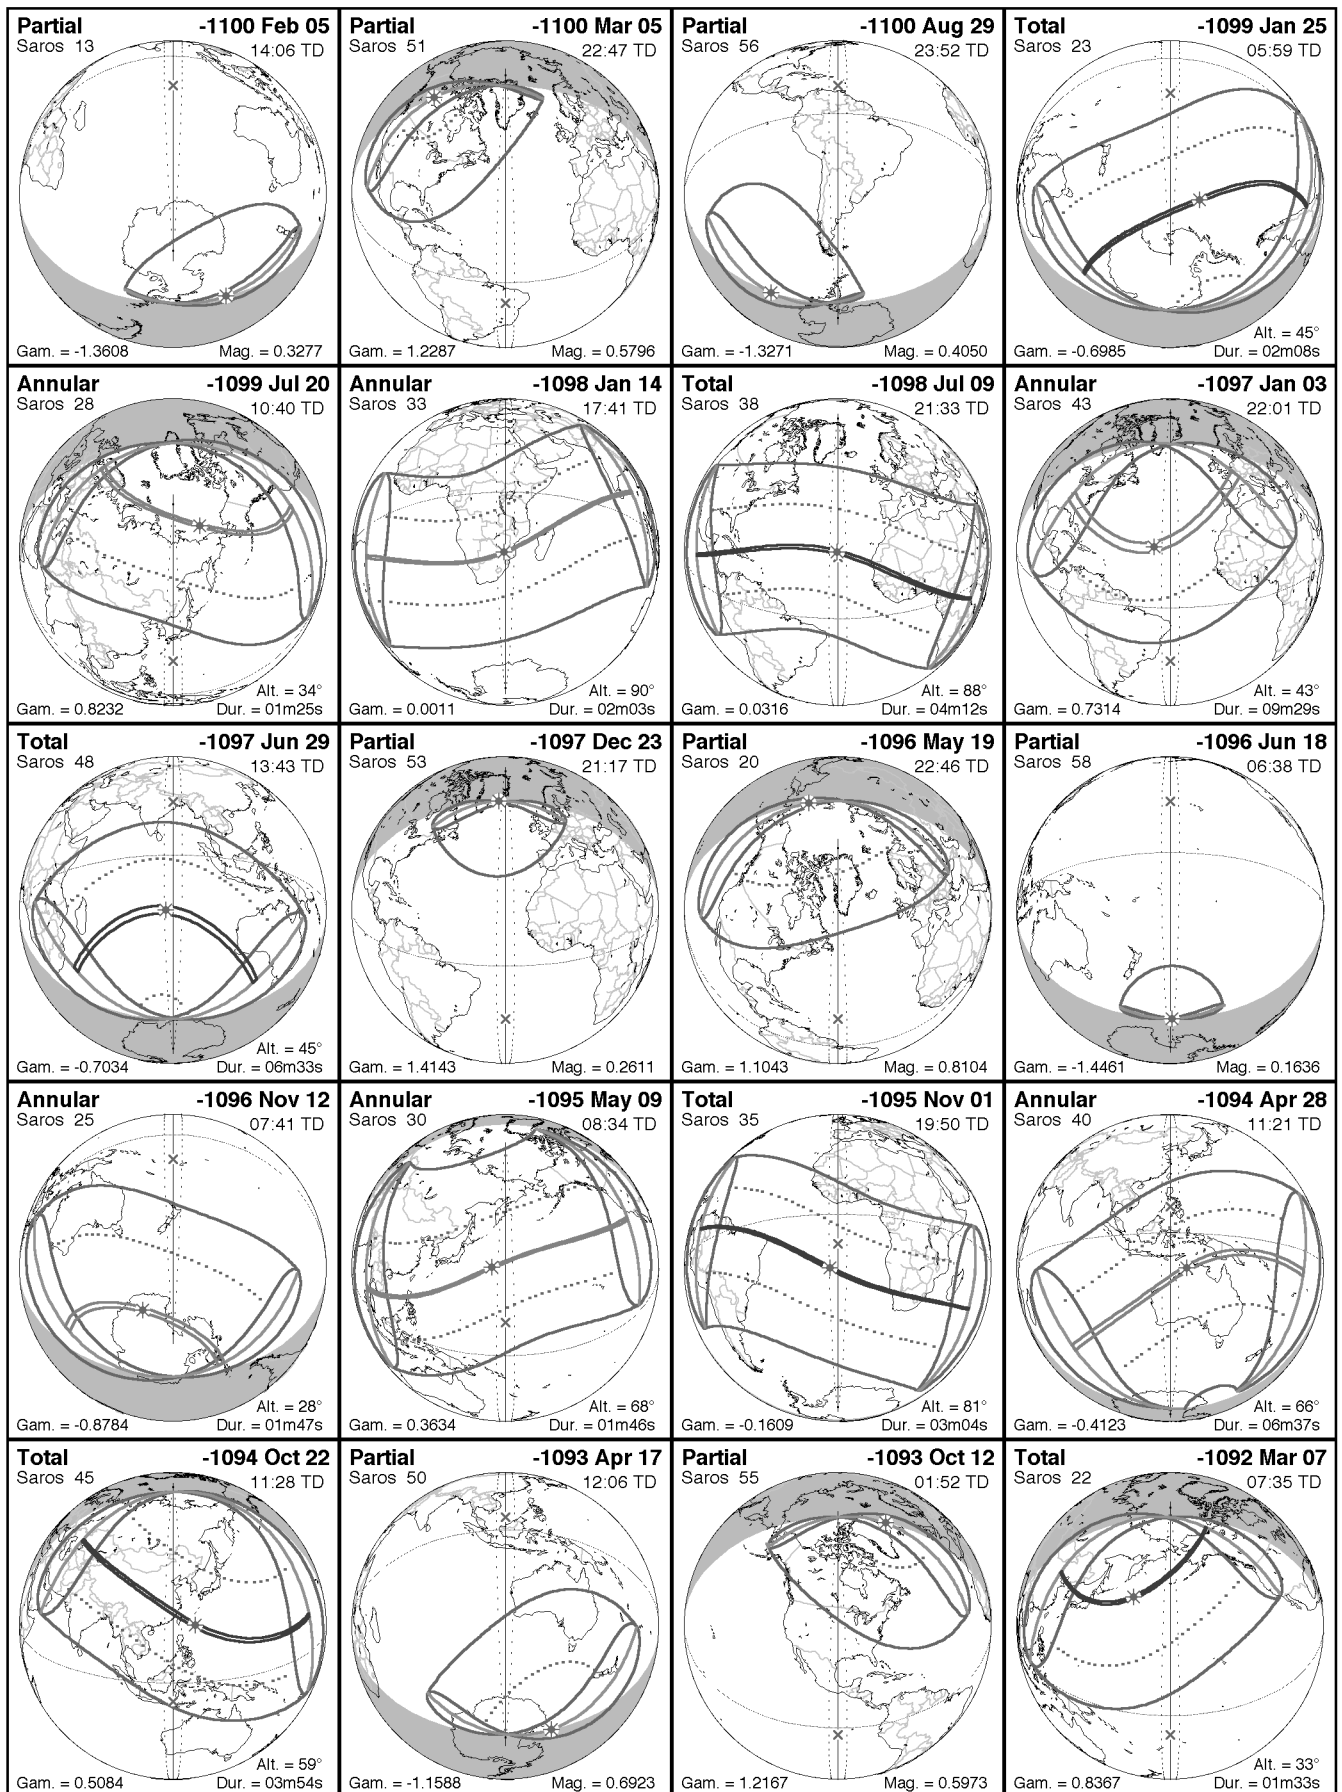 Partial -1100 Feb 05
Saros 13 14:06 TD
Gam. = -1.3608 Mag. = 0.3277
Partial -1100 Mar 05
Saros 51 22:47 TD
Gam. = 1.2287 Mag. = 0.5796
Partial -1100 Aug 29
Saros 56 23:52 TD
Gam. = -1.3271 Mag. = 0.4050
Total -1099 Jan 25
Saros 23 05:59 TD
Alt. = 45°
Gam. = -0.6985 Dur. = 02m08s
Annular -1099 Jul 20
Saros 28 10:40 TD
Alt. = 34°
Gam. = 0.8232 Dur. = 01m25s
Annular -1098 Jan 14
Saros 33 17:41 TD
Alt. = 90°
Gam. = 0.0011 Dur. = 02m03s
Total -1098 Jul 09
Saros 38 21:33 TD
Alt. = 88°
Gam. = 0.0316 Dur. = 04m12s
Annular -1097 Jan 03
Saros 43 22:01 TD
Alt. = 43°
Gam. = 0.7314 Dur. = 09m29s
Total -1097 Jun 29
Saros 48 13:43 TD
Alt. = 45°
Gam. = -0.7034 Dur. = 06m33s
Partial -1097 Dec 23
Saros 53 21:17 TD
Gam. = 1.4143 Mag. = 0.2611
Partial -1096 May 19
Saros 20 22:46 TD
Gam. = 1.1043 Mag. = 0.8104
Partial -1096 Jun 18
Saros 58 06:38 TD
Gam. = -1.4461 Mag. = 0.1636
Annular -1096 Nov 12
Saros 25 07:41 TD
Alt. = 28°
Gam. = -0.8784 Dur. = 01m47s
Annular -1095 May 09
Saros 30 08:34 TD
Alt. = 68°
Gam. = 0.3634 Dur. = 01m46s
Total -1095 Nov 01
Saros 35 19:50 TD
Alt. = 81°
Gam. = -0.1609 Dur. = 03m04s
Annular -1094 Apr 28
Saros 40 11:21 TD
Alt. = 66°
Gam. = -0.4123 Dur. = 06m37s
Total -1094 Oct 22
Saros 45 11:28 TD
Alt. = 59°
Gam. = 0.5084 Dur. = 03m54s
Partial -1093 Apr 17
Saros 50 12:06 TD
Gam. = -1.1588 Mag. = 0.6923
Partial -1093 Oct 12
Saros 55 01:52 TD
Gam. = 1.2167 Mag. = 0.5973
Total -1092 Mar 07
Saros 22 07:35 TD
Alt. = 33°
Gam. = 0.8367 Dur. = 01m33s